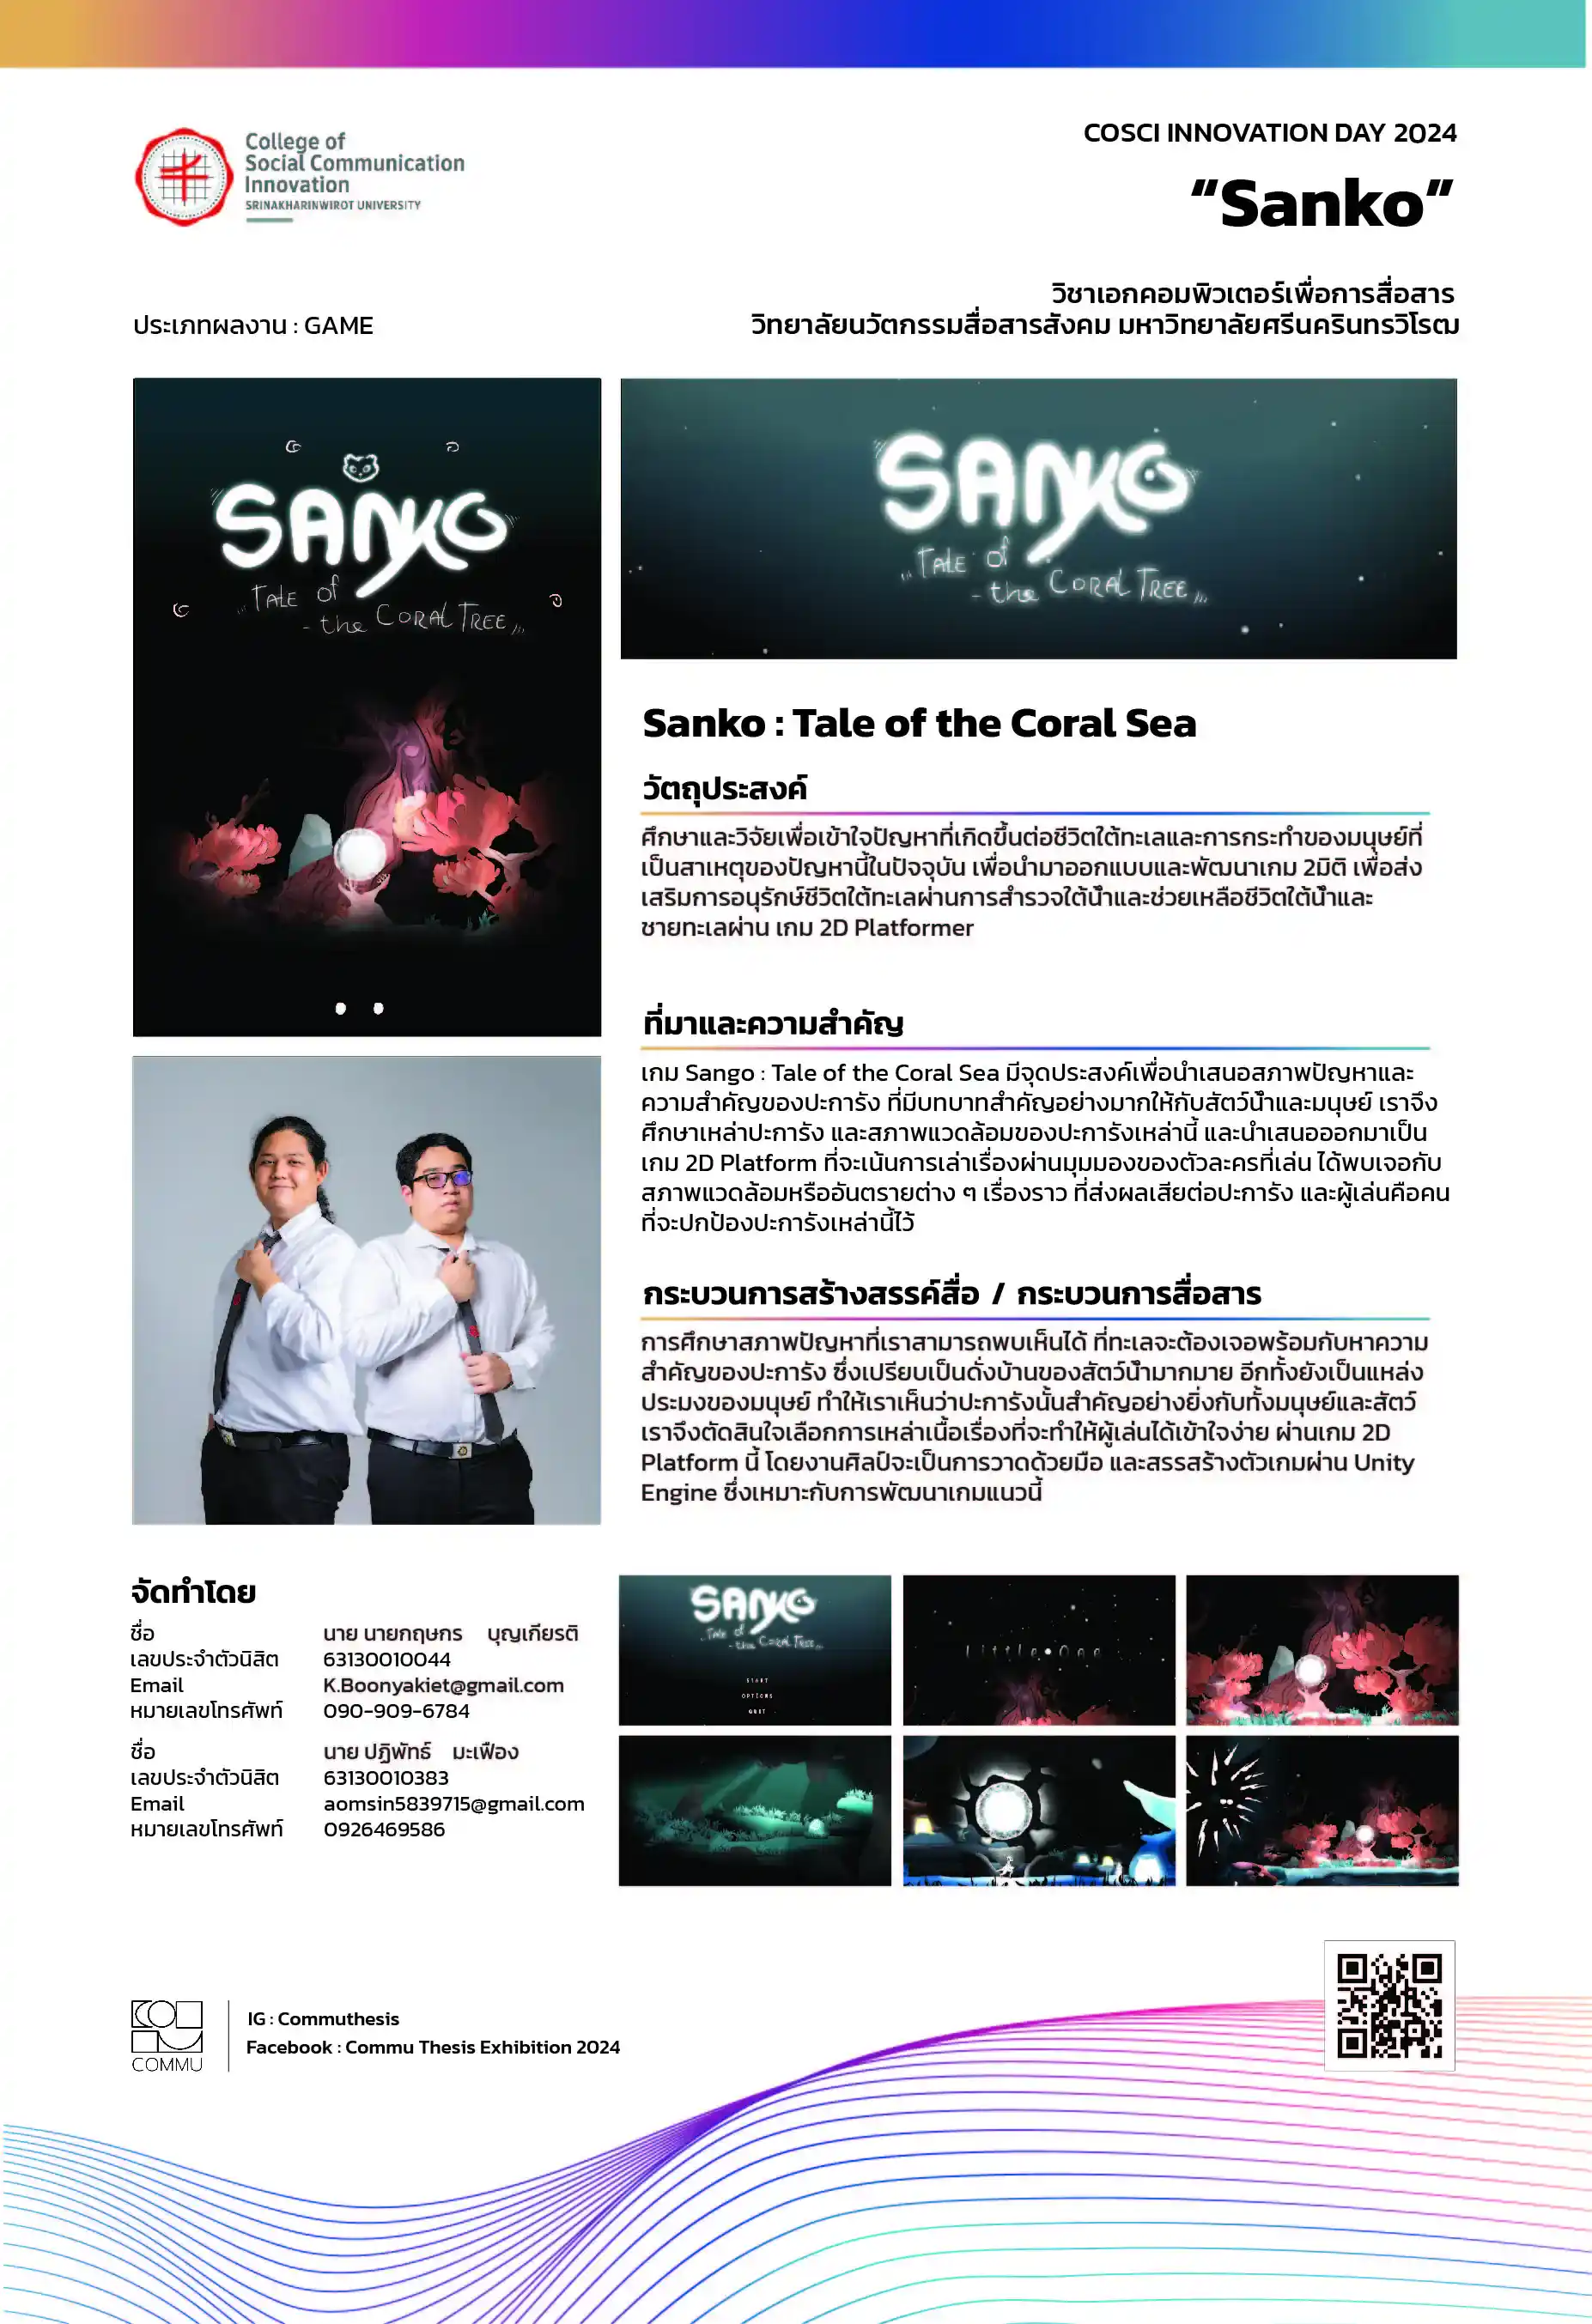 College of
Social Communication
Innovation
SRINAKHARINWIROT UNIVERSITY
COSCI INNOVATION DAY 2024
“Sanko”
วิชาเอกคอมพิวเตอร์เพื่อการสื่อสาร
วิทยาลัยนวัตกรรมสื่อสารสังคม มหาวิทยาลัยศรีนครินทรวิโรฒ
ประเภทผลงาน : GAME
SANKO
TALE of
- the CORAL TREE
SANKO
TALE of
- the CORAL TREE
Sanko : Tale of the Coral Sea
วัตถุประสงค์
ศึกษาและวิจัยเพื่อเข้าใจปัญหาที่เกิดขึ้นต่อชีวิตใต้ทะเลและการกระทำของมนุษย์ที่
เป็นสาเหตุของปัญหานี้ในปัจจุบัน เพื่อนำมาออกแบบและพัฒนาเกม 2มิติ เพื่อส่ง
เสริมการอนุรักษ์ชีวิตใต้ทะเลผ่านการสำรวจใต้น้ำและช่วยเหลือชีวิตใต้น้ำและ
ชายทะเลผ่าน เกม 2D Platformer
ที่มาและความสำคัญ
เกม Sango : Tale of the Coral Sea มีจุดประสงค์เพื่อนำเสนอสภาพปัญหาและ
ความสำคัญของปะการัง ที่มีบทบาทสำคัญอย่างมากให้กับสัตว์น้ำและมนุษย์ เราจึง
ศึกษาเหล่าปะการัง และสภาพแวดล้อมของปะการังเหล่านี้ และนำเสนอออกมาเป็น
เกม 2D Platform ที่จะเน้นการเล่าเรื่องผ่านมุมมองของตัวละครที่เล่น ได้พบเจอกับ
สภาพแวดล้อมหรืออันตรายต่าง ๆ เรื่องราว ที่ส่งผลเสียต่อปะการัง และผู้เล่นคือคน
ที่จะปกป้องปะการังเหล่านี้ไว้
กระบวนการสร้างสรรค์สื่อ / กระบวนการสื่อสาร
การศึกษาสภาพปัญหาที่เราสามารถพบเห็นได้ ที่ทะเลจะต้องเจอพร้อมกับหาความ
สำคัญของปะการัง ซึ่งเปรียบเป็นดั่งบ้านของสัตว์น้ำมากมาย อีกทั้งยังเป็นแหล่ง
ประมงของมนุษย์ ทำให้เราเห็นว่าปะการังนั้นสำคัญอย่างยิ่งกับทั้งมนุษย์และสัตว์
เราจึงตัดสินใจเลือกการเหล่าเนื้อเรื่องที่จะทำให้ผู้เล่นได้เข้าใจง่าย ผ่านเกม 2D
Platform นี้ โดยงานศิลป์จะเป็นการวาดด้วยมือ และสรรสร้างตัวเกมผ่าน Unity
Engine ซึ่งเหมาะกับการพัฒนาเกมแนวนี้
จัดทำโดย
ชื่อ นาย นายกฤษกร บุญเกียรติ
เลขประจำตัวนิสิต 63130010044
Email K.Boonyakiet@gmail.com
หมายเลขโทรศัพท์ 090-909-6784
ชื่อ นาย ปฏิพัทธ์ มะเฟือง
เลขประจำตัวนิสิต 63130010383
Email aomsin5839715@gmail.com
หมายเลขโทรศัพท์ 0926469586
SANKO
TALE of
- the CORAL TREE
START
OPTIONS
QUIT
Little One
COMMU
IG : Commuthesis
Facebook : Commu Thesis Exhibition 2024